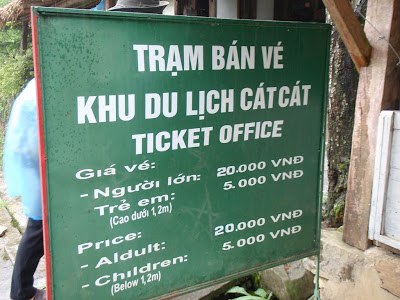 TRẠM BÁN VÉ
KHU DU LỊCH CÁT CÁT
TICKET OFFICE
Giá vé:
- Người lớn: 20.000 VNĐ
- Trẻ em: 5.000 VNĐ
(Cao dưới 1,2m)
Price:
- Aldult: 20.000 VNĐ
- Children: 5.000 VNĐ
(Below 1,2m)